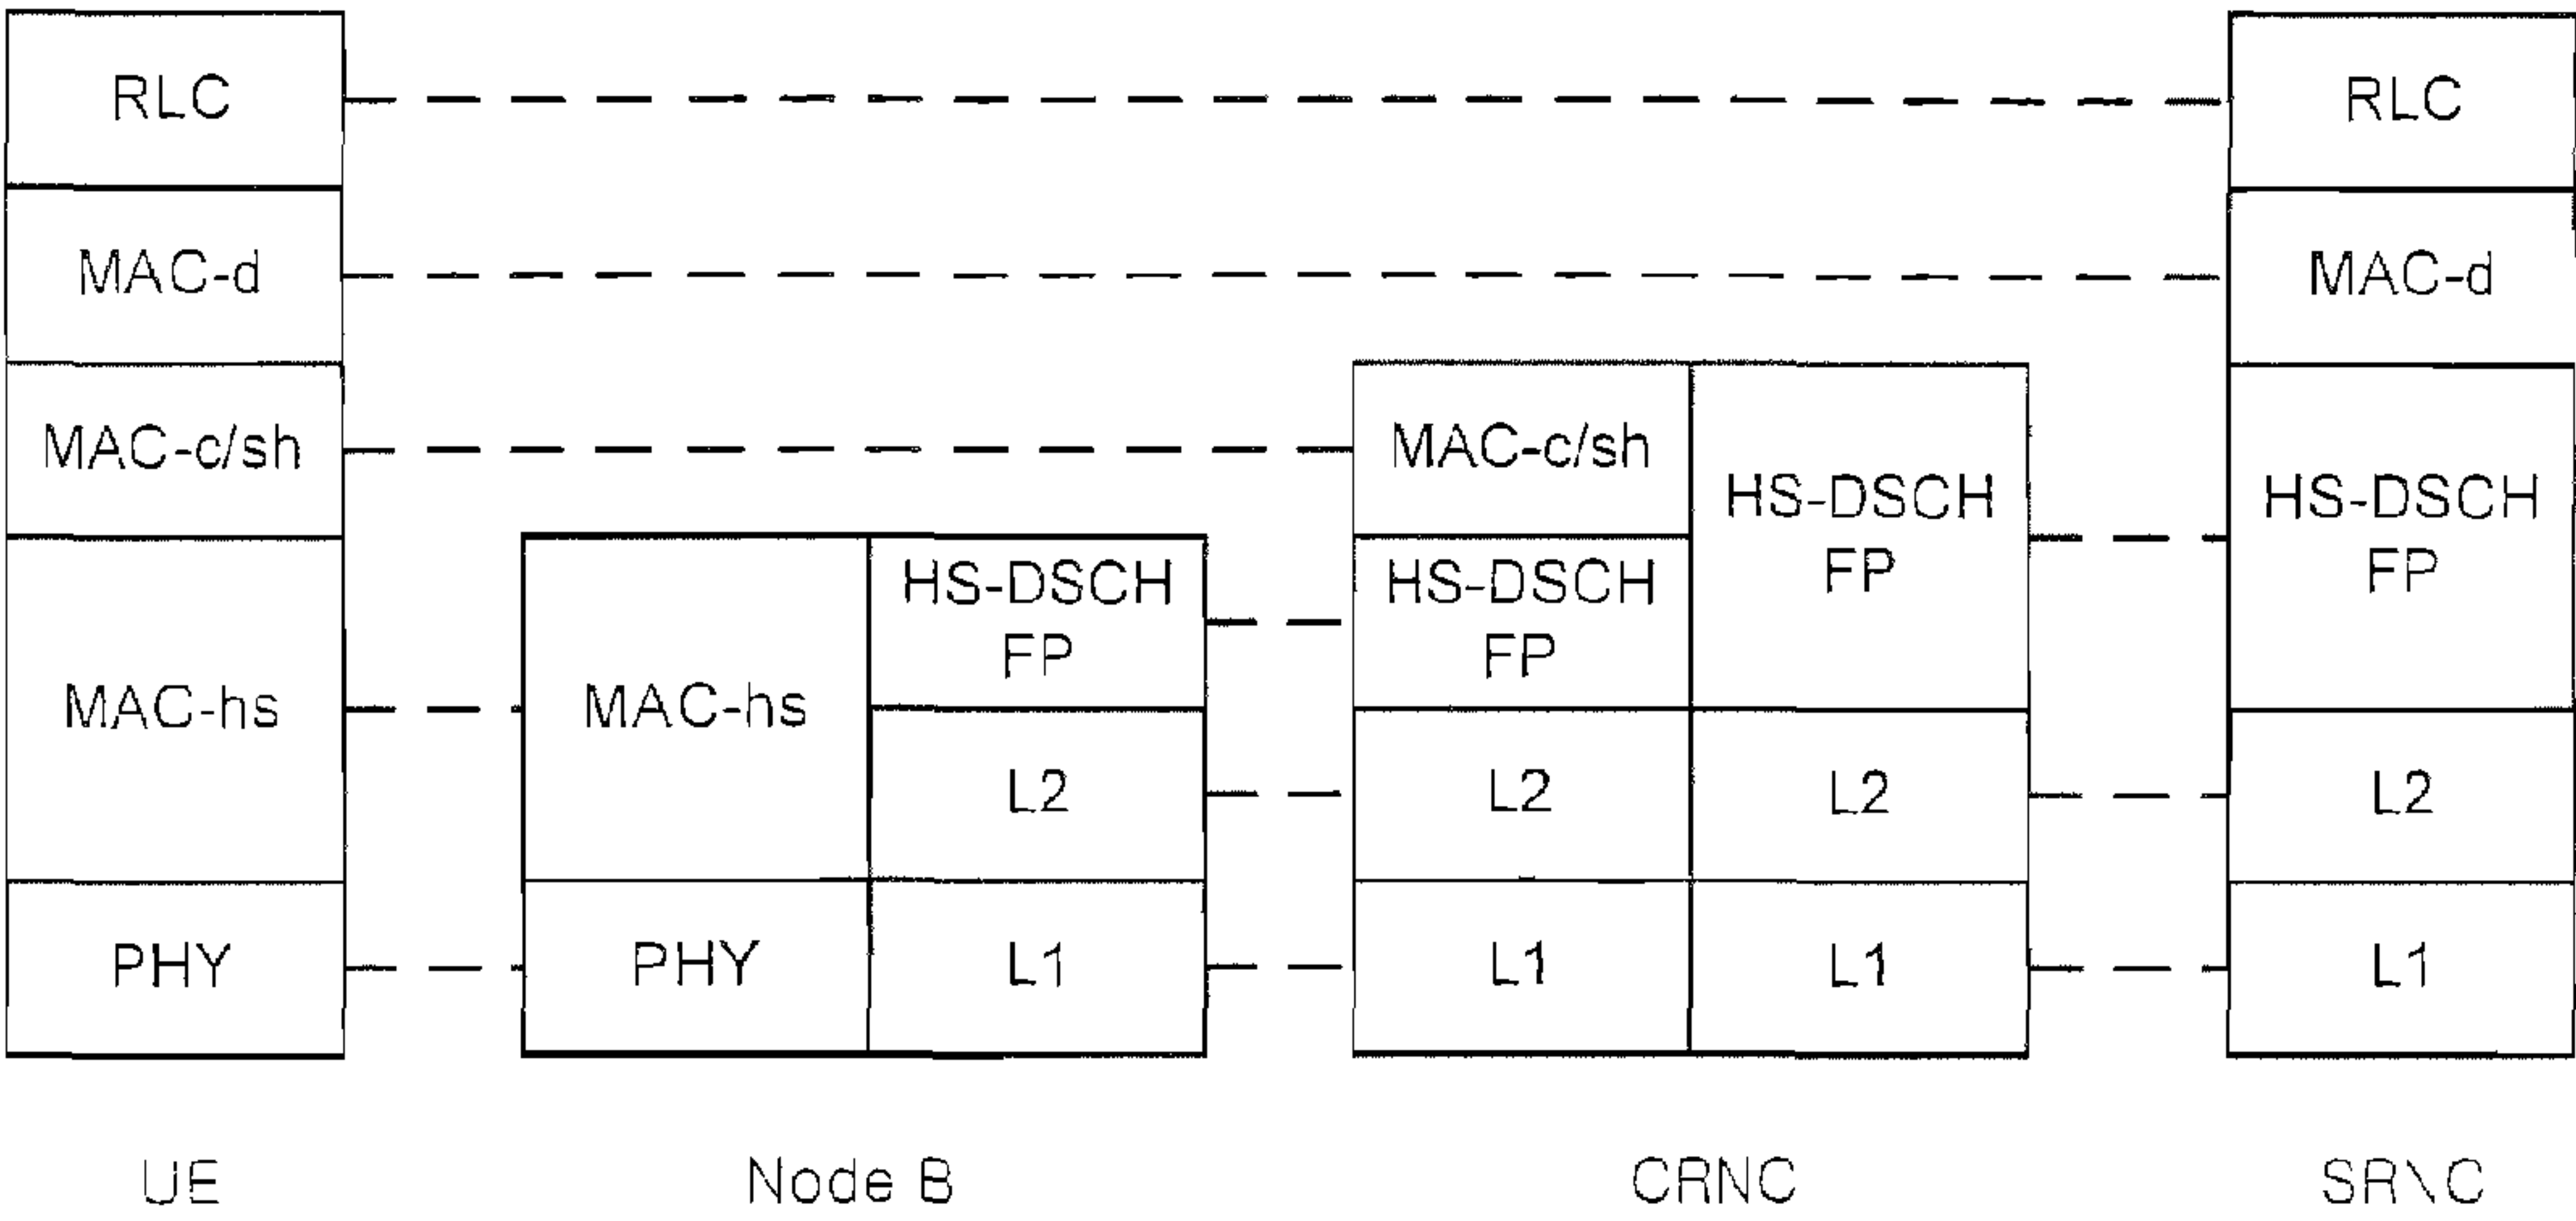 RLC
RLC
MAC-d
MAC-d
MAC-c/sh
MAC-c/sh
HS-DSCH
FP
HS-DSCH
FP
MAC-hs
MAC-hs
HS-DSCH
FP
HS-DSCH
FP
L2
L2
L2
L2
PHY
PHY
L1
L1
L1
L1
UE
Node B
CRNC
SRNC